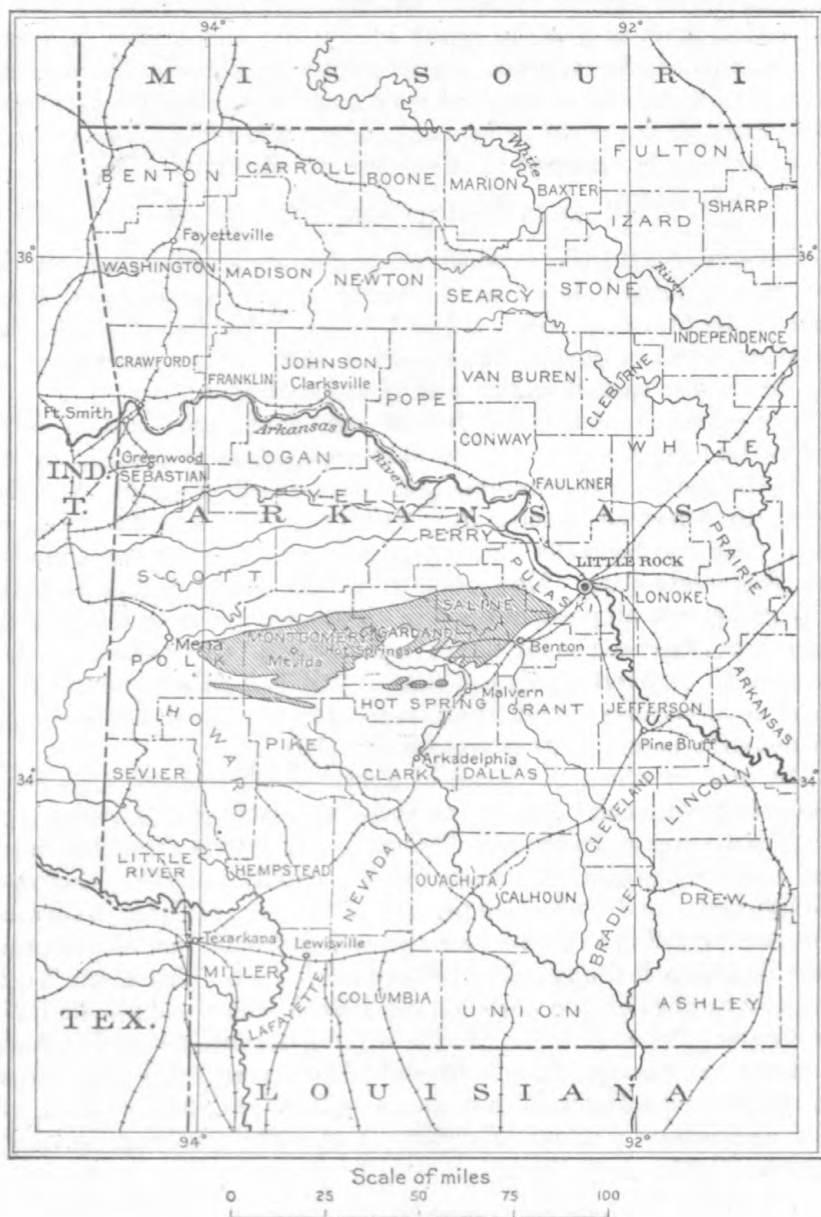 94° 92°
MISSOURI
White
FULTON
BENTON CARROLL BOONE MARION BAXTER SHARP
IZARD
Fayetteville
36° 36°
WASHINGTON MADISON NEWTON SEARCY STONE River
INDEPENDENCE
CRAWFORD FRANKLIN JOHNSON
Clarksville
POPE VAN BUREN CLEBURNE
Ft. Smith
Arkansas River
CONWAY WHITE
Greenwood LOGAN
SEBASTIAN
IND.
T.
YELL FAULKNER
ARKANSAS
PERRY PRAIRIE
LITTLE ROCK
SCOTT PULASKI
LONOKE
SALINE
GARLAND
MONTGOMERY
Mena Hot Springs Benton
Mt. Ida
POLK
Malvern ARKANSAS
HOT SPRING GRANT JEFFERSON
HOWARD
PIKE Pine Bluff
Arkadelphia
SEVIER CLARK DALLAS
34° 34°
CLEVELAND LINCOLN
LITTLE
RIVER
HEMPSTEAD NEVADA OUACHITA
CALHOUN DREW
BRADLEY
Texarkana Lewisville
MILLER
LAFAYETTE COLUMBIA UNION ASHLEY
TEX.
LOUISIANA
94° 92°
Scale of miles
0 25 50 75 100